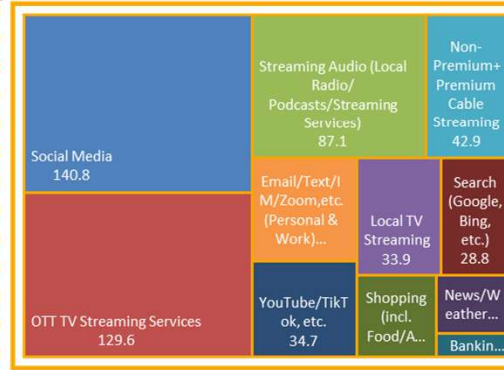 Social Media
140.8
OTT TV Streaming Services
129.6
Streaming Audio (Local
Radio/
Podcasts/Streaming
Services)
87.1
Non-
Premium+
Premium
Cable
Streaming
42.9
Email/Text/I
M/Zoom,etc.
(Personal &
Work)...
YouTube/TikT
ok, etc.
34.7
Local TV
Streaming
33.9
Search
(Google,
Bing,
etc.)
28.8
Shopping
(incl.
Food/A...
News/W
eather...
Bankin...